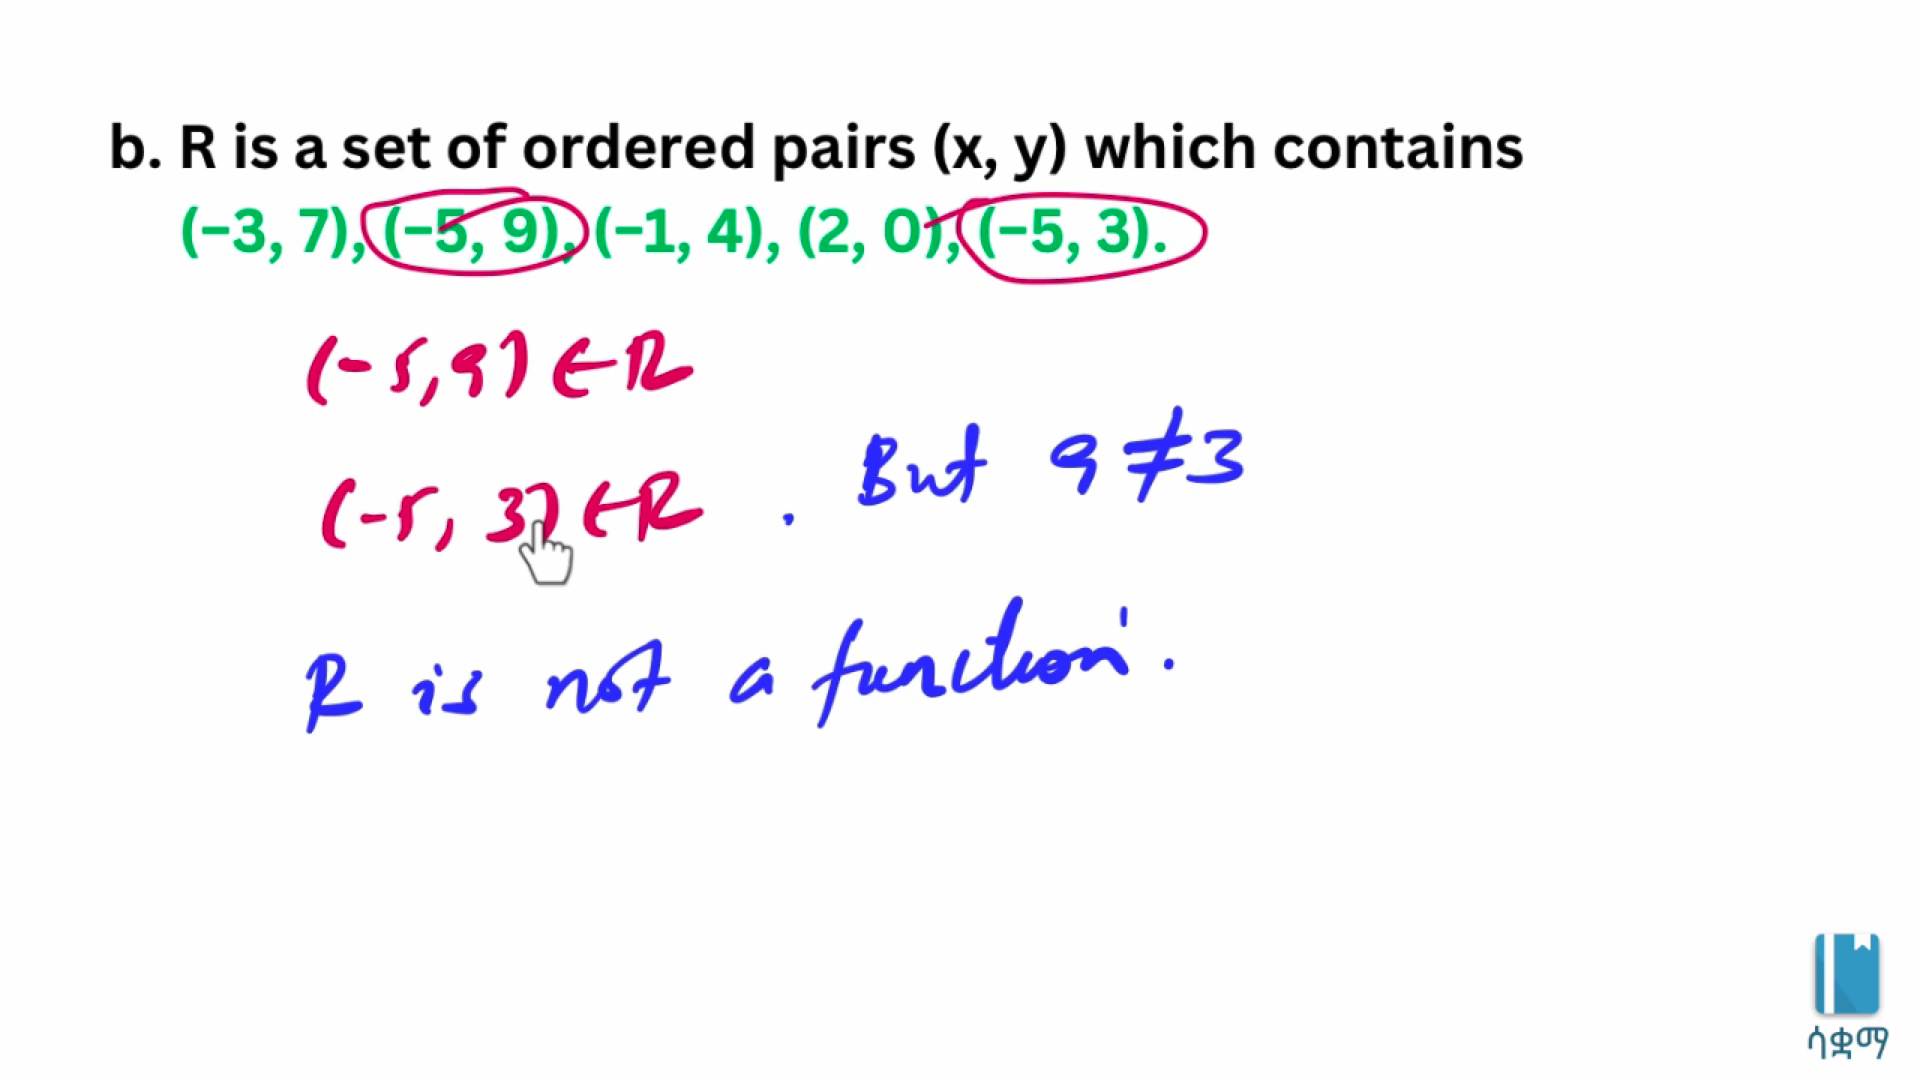 b. R is a set of ordered pairs (x, y) which contains
(−3, 7), (−5, 9), (−1, 4), (2, 0), (−5, 3).
(-5,9) ∈ R
(-5, 3) ∈ R . But 9 ≠ 3
R is not a function.
ሳቋማ